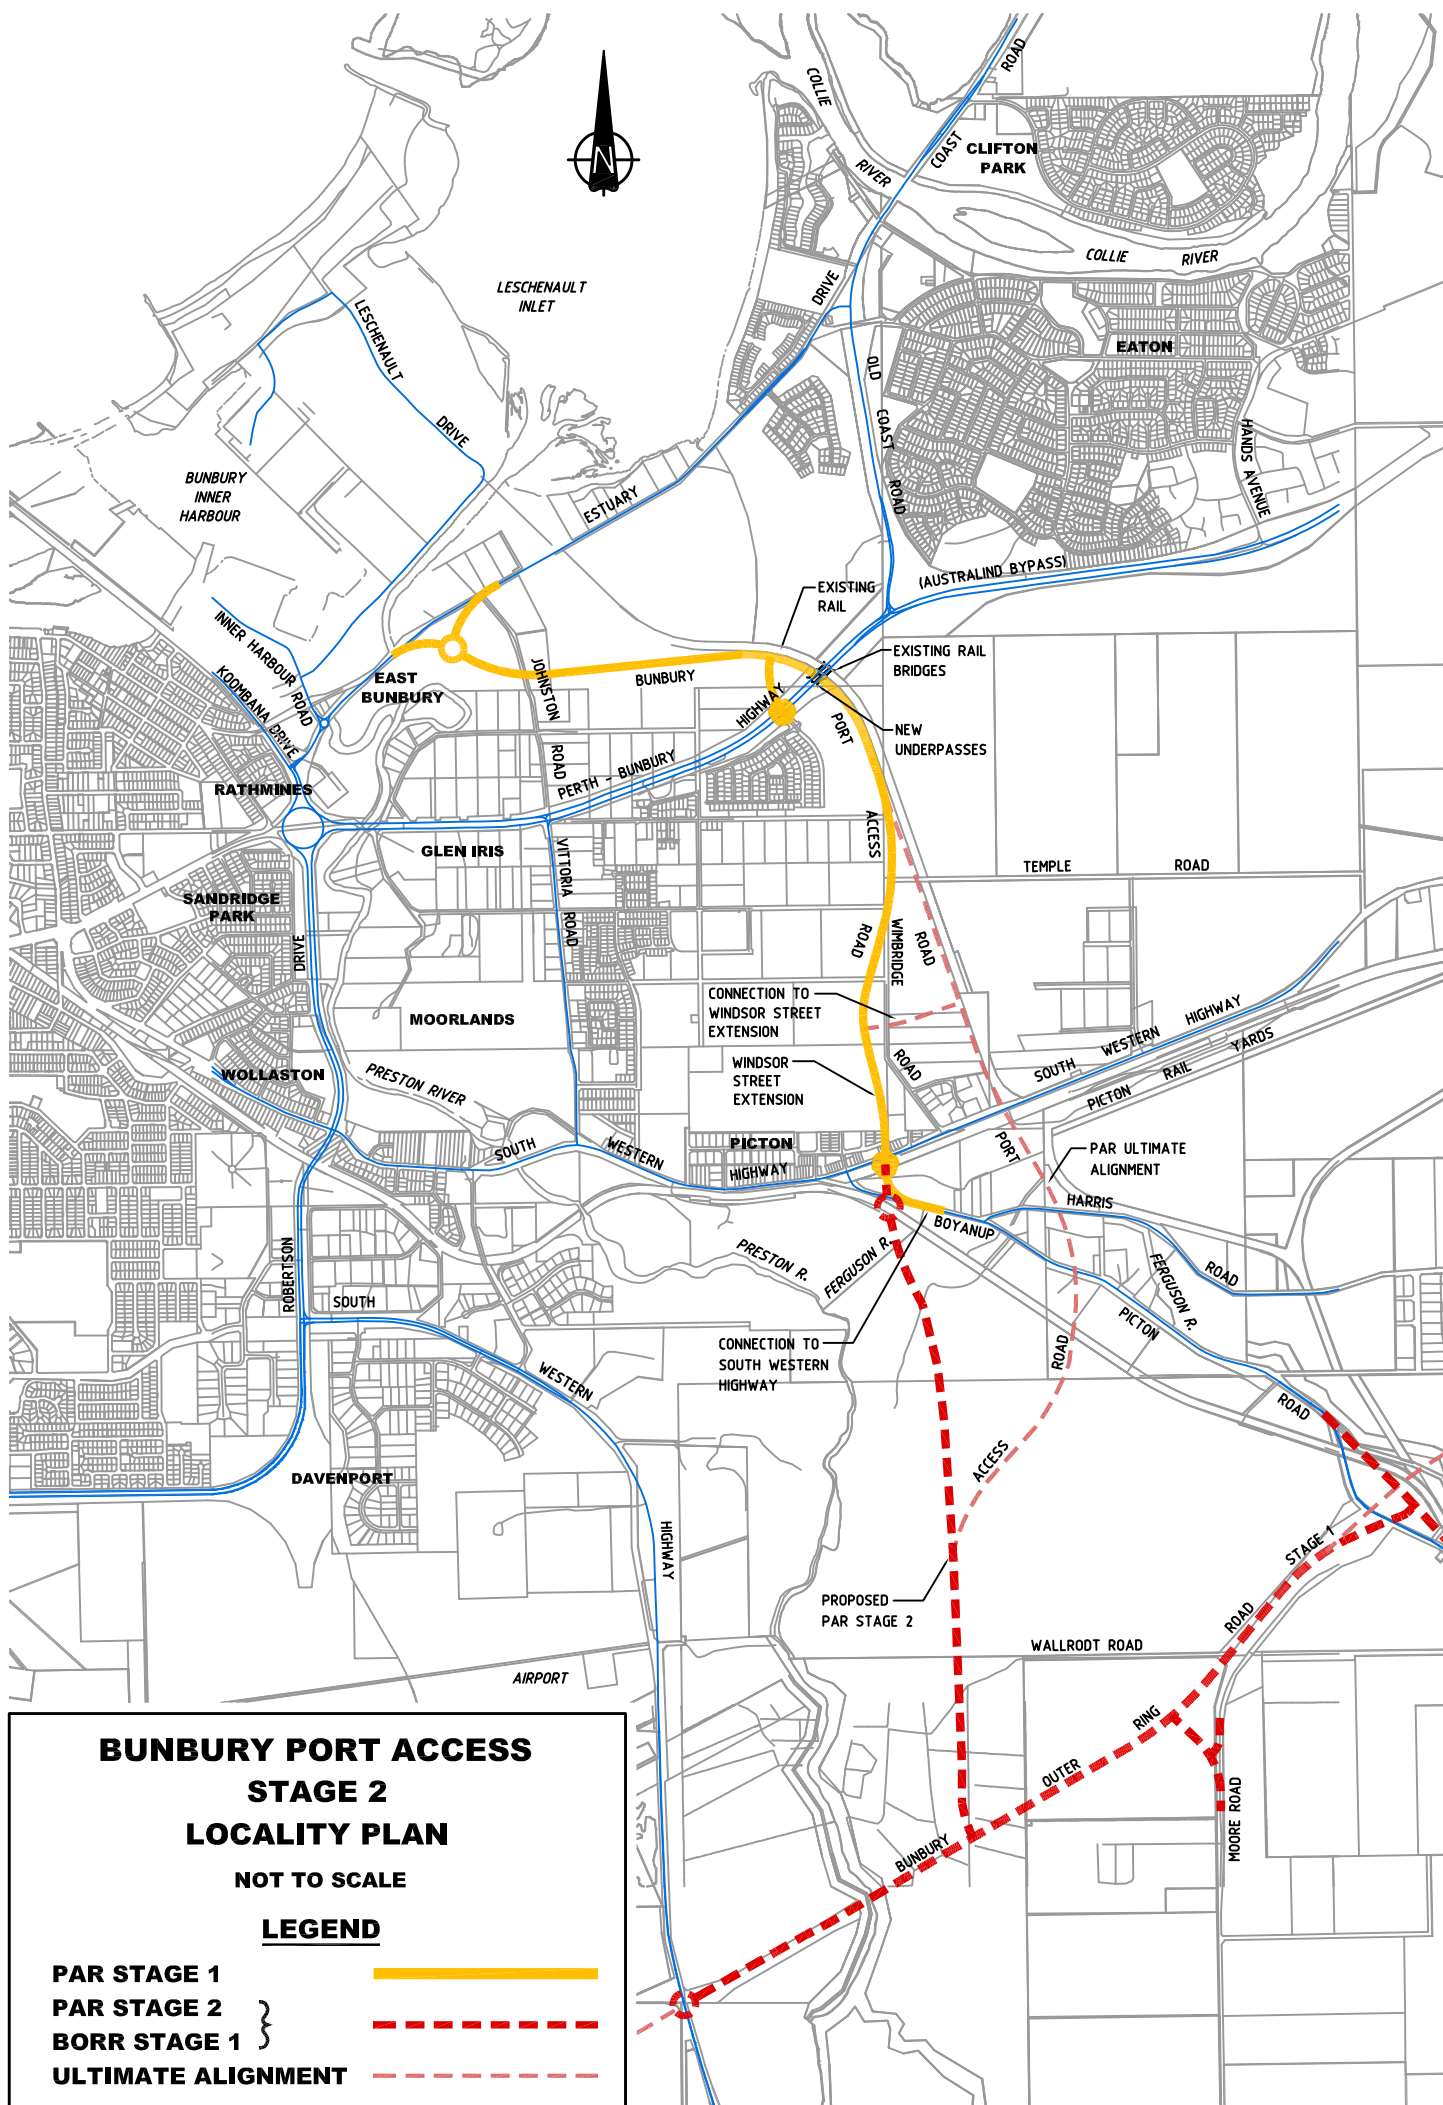 COLLIE
RIVER
ROAD
COAST
CLIFTON
PARK
N
COLLIE
RIVER
LESCHENAULT
INLET
DRIVE
LESCHENAULT
DRIVE
OLD
COAST
ROAD
EATON
HANDS AVENUE
BUNBURY
INNER
HARBOUR
ESTUARY
(AUSTRALIND BYPASS)
EXISTING
RAIL
EXISTING RAIL
BRIDGES
NEW
UNDERPASSES
INNER HARBOUR ROAD
KOOMBANA DRIVE
EAST
BUNBURY
JOHNSTON
ROAD
BUNBURY
PORT
ACCESS
ROAD
HIGHWAY
PERTH - BUNBURY
RATHMINES
GLEN IRIS
VITTORIA
ROAD
TEMPLE
ROAD
SANDRIDGE
PARK
DRIVE
WIMBRIDGE
ROAD
ROAD
CONNECTION TO
WINDSOR STREET
EXTENSION
MOORLANDS
WINDSOR
STREET
EXTENSION
SOUTH
WESTERN
HIGHWAY
PICTON
RAIL
YARDS
WOLLASTON
PRESTON RIVER
SOUTH
WESTERN
HIGHWAY
PICTON
PORT
PAR ULTIMATE
ALIGNMENT
HARRIS
ROAD
BOYANUP
PICTON
ROAD
FERGUSON R.
PRESTON R.
FERGUSON R.
ROBERTSON
SOUTH
WESTERN
HIGHWAY
CONNECTION TO
SOUTH WESTERN
HIGHWAY
ROAD
ACCESS
DAVENPORT
PROPOSED
PAR STAGE 2
STAGE 1
ROAD
RING
OUTER
BUNBURY
WALLRODT ROAD
MOORE ROAD
AIRPORT
BUNBURY PORT ACCESS
STAGE 2
LOCALITY PLAN
NOT TO SCALE
LEGEND
PAR STAGE 1
PAR STAGE 2
BORR STAGE 1
ULTIMATE ALIGNMENT